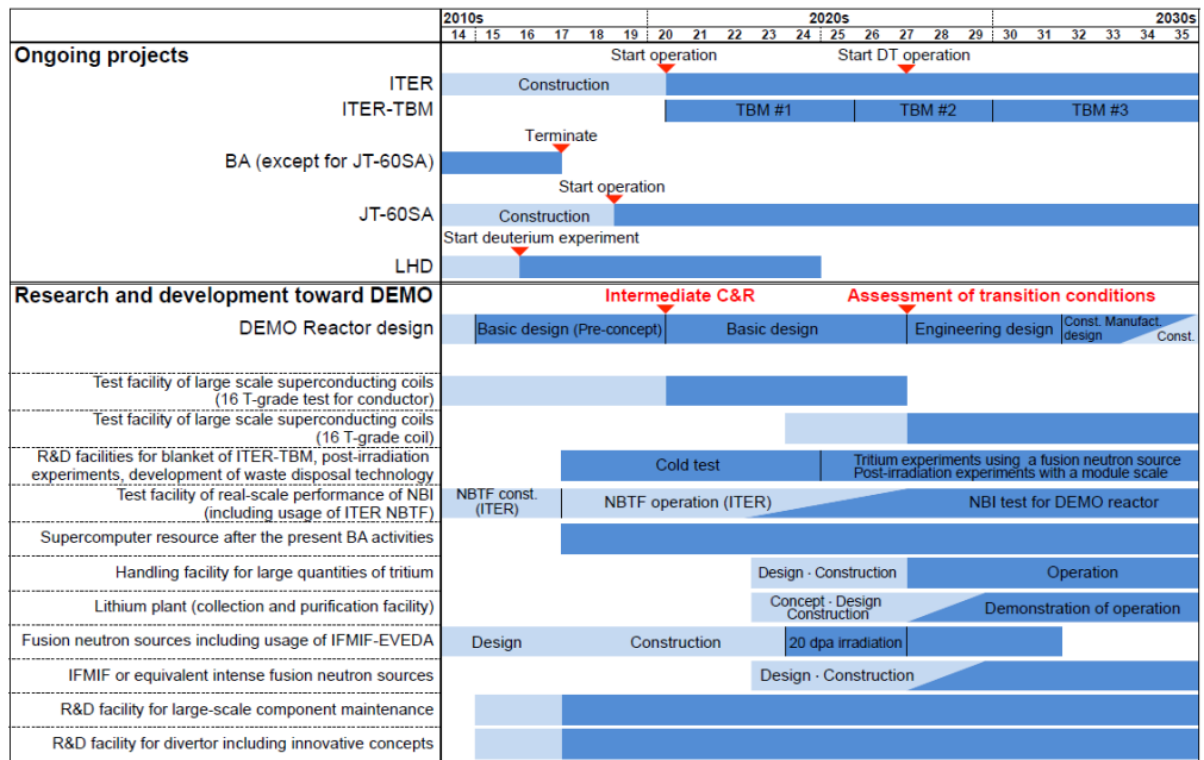 2010s 2020s 2030s
14 15 16 17 18 19 20 21 22 23 24 25 26 27 28 29 30 31 32 33 34 35
Ongoing projects
Start operation Start DT operation
ITER Construction
ITER-TBM TBM #1 TBM #2 TBM #3
Terminate
BA (except for JT-60SA)
Start operation
JT-60SA Construction
Start deuterium experiment
LHD
Research and development toward DEMO Intermediate C&R Assessment of transition conditions
DEMO Reactor design Basic design (Pre-concept) Basic design Engineering design Const. Manufact.
design Const.
Test facility of large scale superconducting coils
(16 T-grade test for conductor)
Test facility of large scale superconducting coils
(16 T-grade coil)
R&D facilities for blanket of ITER-TBM, post-irradiation
experiments, development of waste disposal technology
Cold test
Tritium experiments using a fusion neutron source
Post-irradiation experiments with a module scale
Test facility of real-scale performance of NBI
(including usage of ITER NBTF)
NBTF const.
(ITER)
NBTF operation (ITER) NBI test for DEMO reactor
Supercomputer resource after the present BA activities
Handling facility for large quantities of tritium Design · Construction Operation
Lithium plant (collection and purification facility) Concept · Design
Construction
Demonstration of operation
Fusion neutron sources including usage of IFMIF-EVEDA Design Construction 20 dpa irradiation
IFMIF or equivalent intense fusion neutron sources Design · Construction
R&D facility for large-scale component maintenance
R&D facility for divertor including innovative concepts